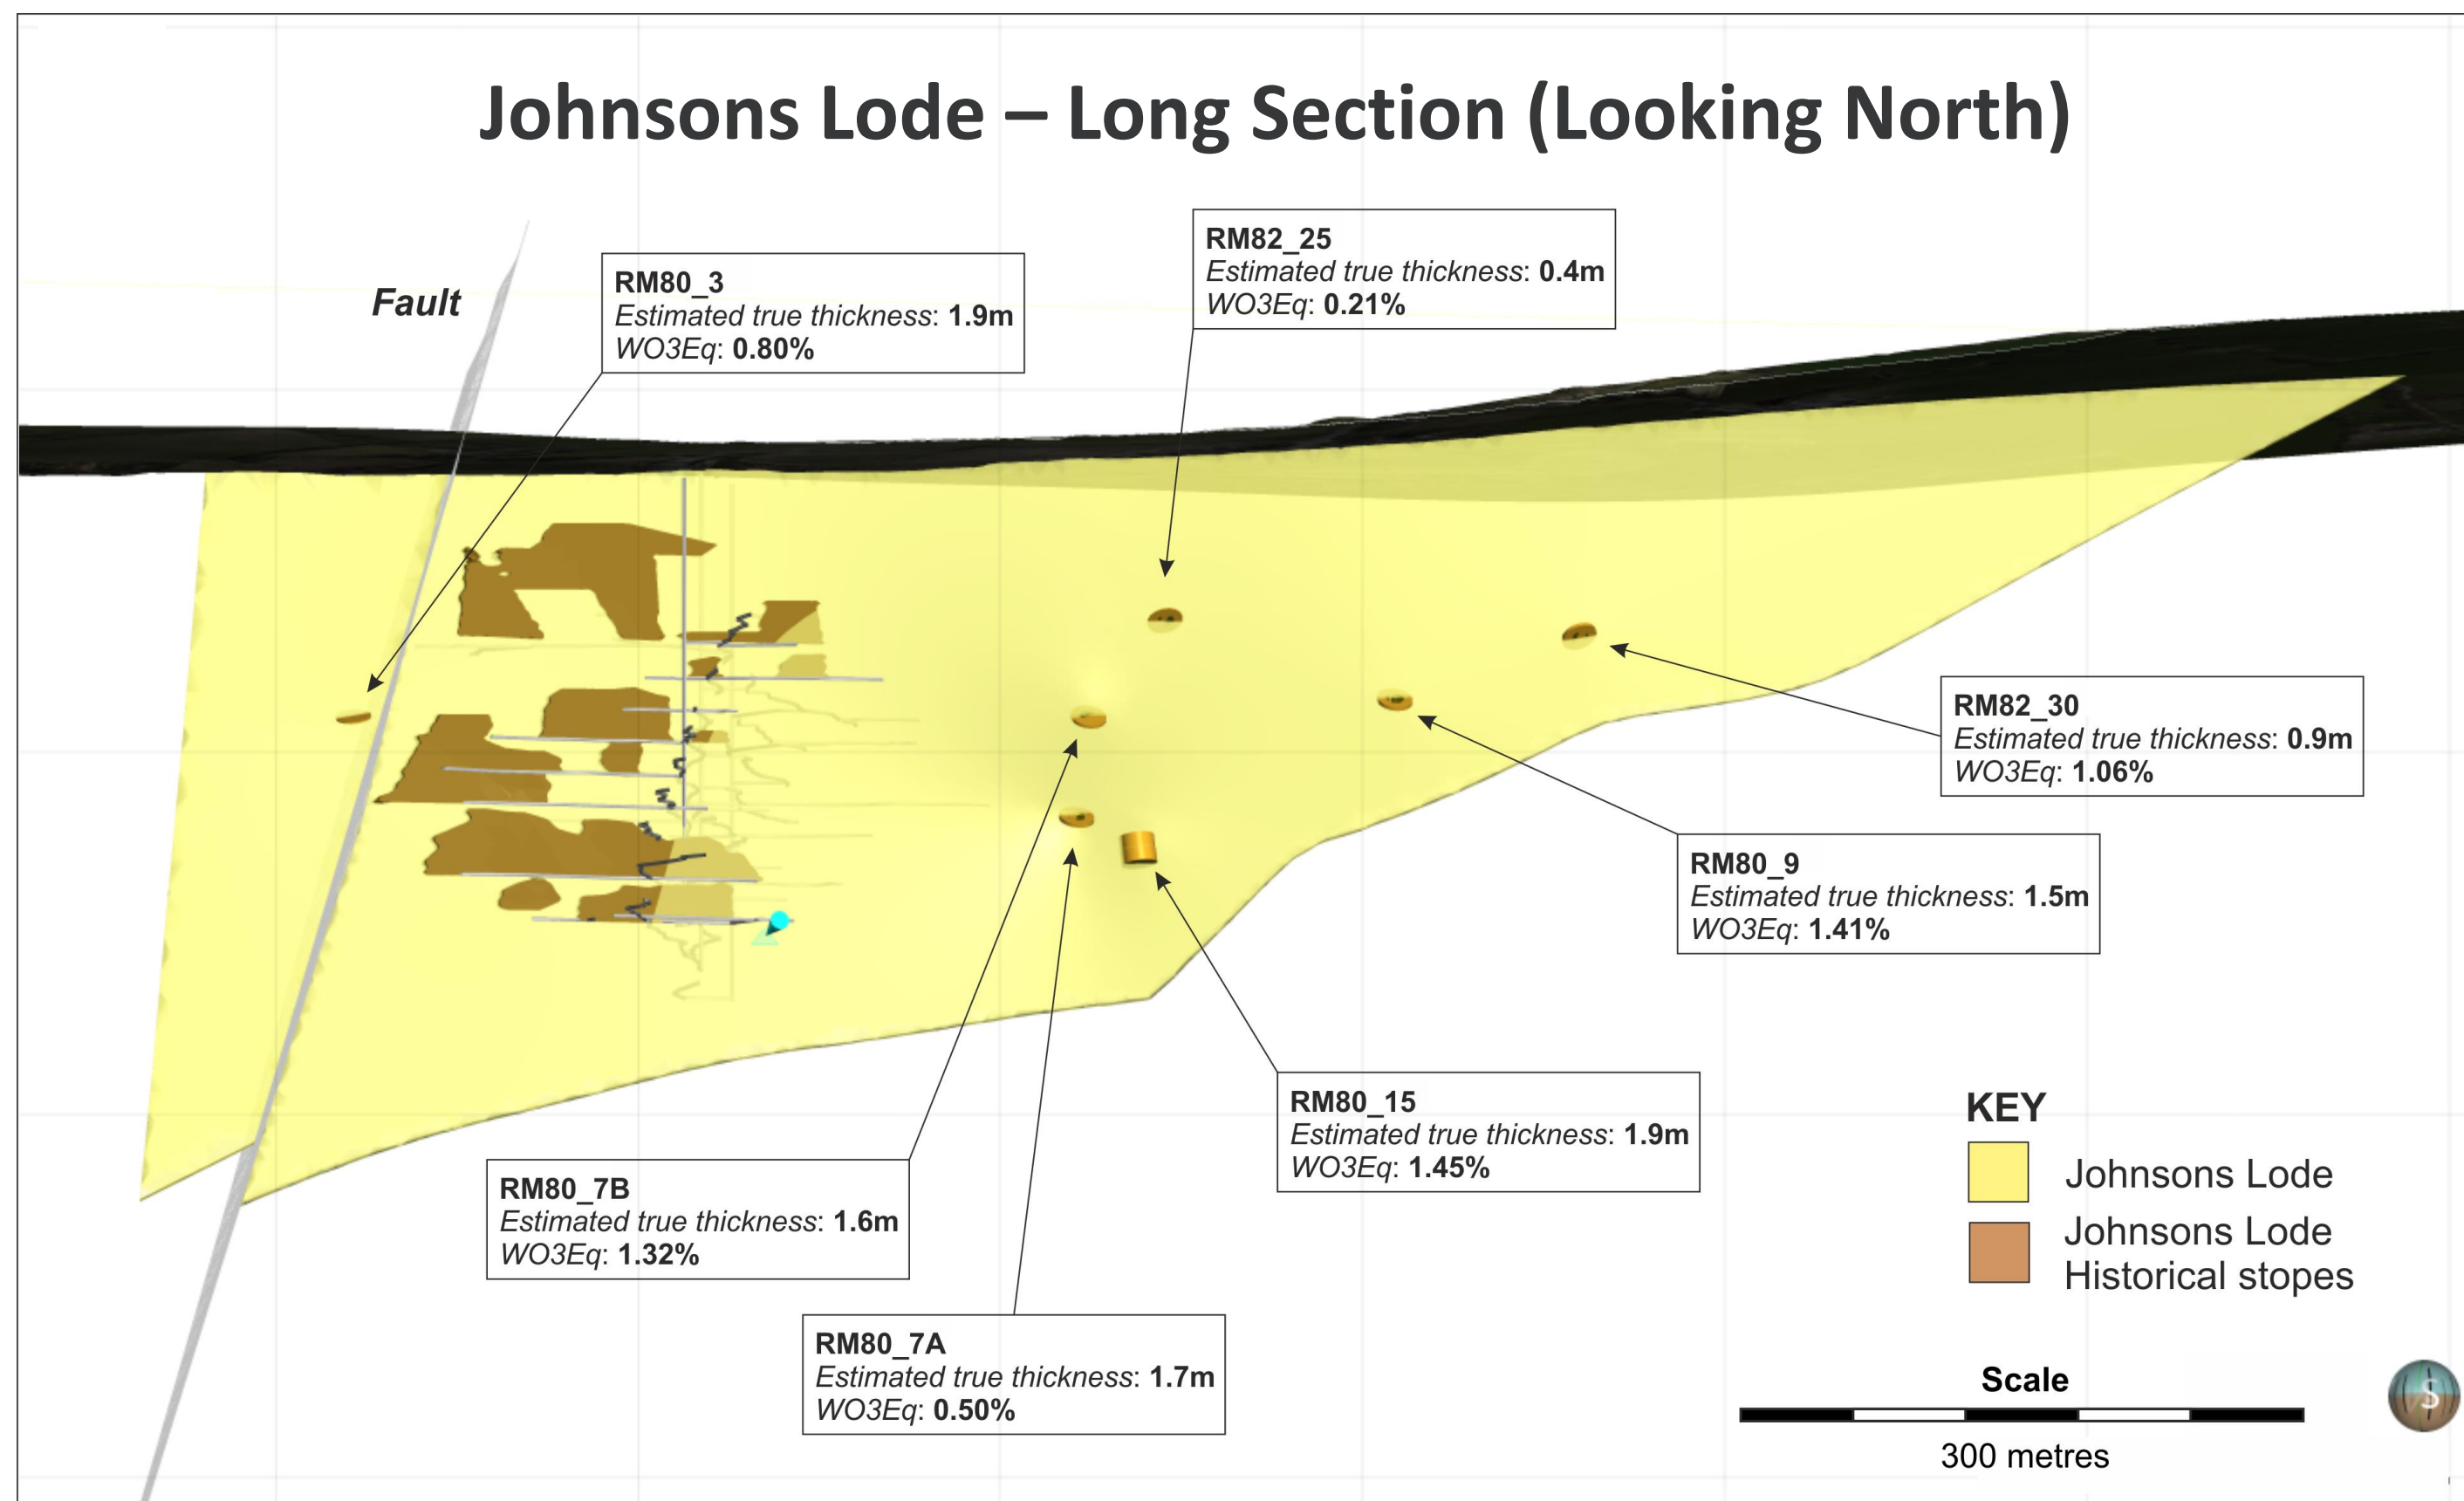 Johnsons Lode – Long Section (Looking North)
RM82_25
Estimated true thickness: 0.4m
WO3Eq: 0.21%
Fault
RM80_3
Estimated true thickness: 1.9m
WO3Eq: 0.80%
RM82_30
Estimated true thickness: 0.9m
WO3Eq: 1.06%
RM80_9
Estimated true thickness: 1.5m
WO3Eq: 1.41%
RM80_15
Estimated true thickness: 1.9m
WO3Eq: 1.45%
RM80_7B
Estimated true thickness: 1.6m
WO3Eq: 1.32%
RM80_7A
Estimated true thickness: 1.7m
WO3Eq: 0.50%
KEY
Johnsons Lode
Johnsons Lode
Historical stopes
Scale
300 metres
S